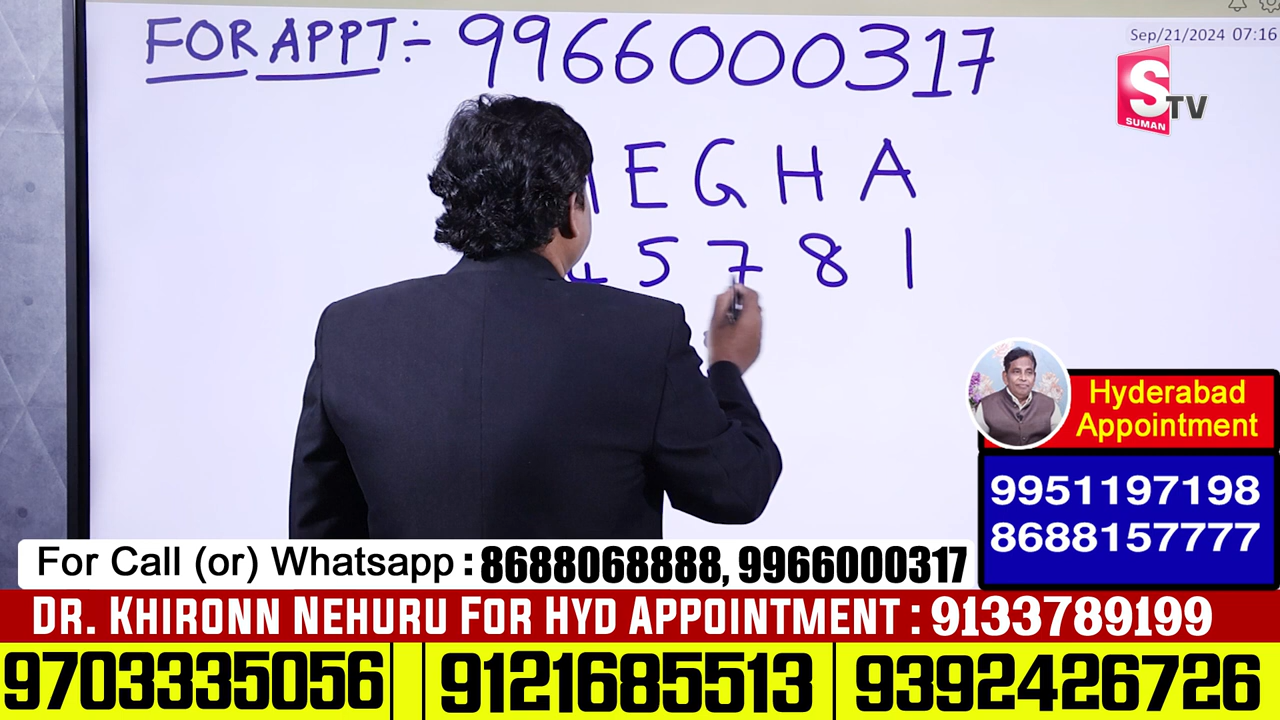 Sep/21/2024 07:16
FOR APPT:- 9966000317
S TV
SUMAN
EGHA
45781
Hyderabad
Appointment
9951197198
8688157777
For Call (or) Whatsapp : 8688068888, 9966000317
DR. KHIRONN NEHURU FOR HYD APPOINTMENT : 9133789199
9703335056 9121685513 9392426726